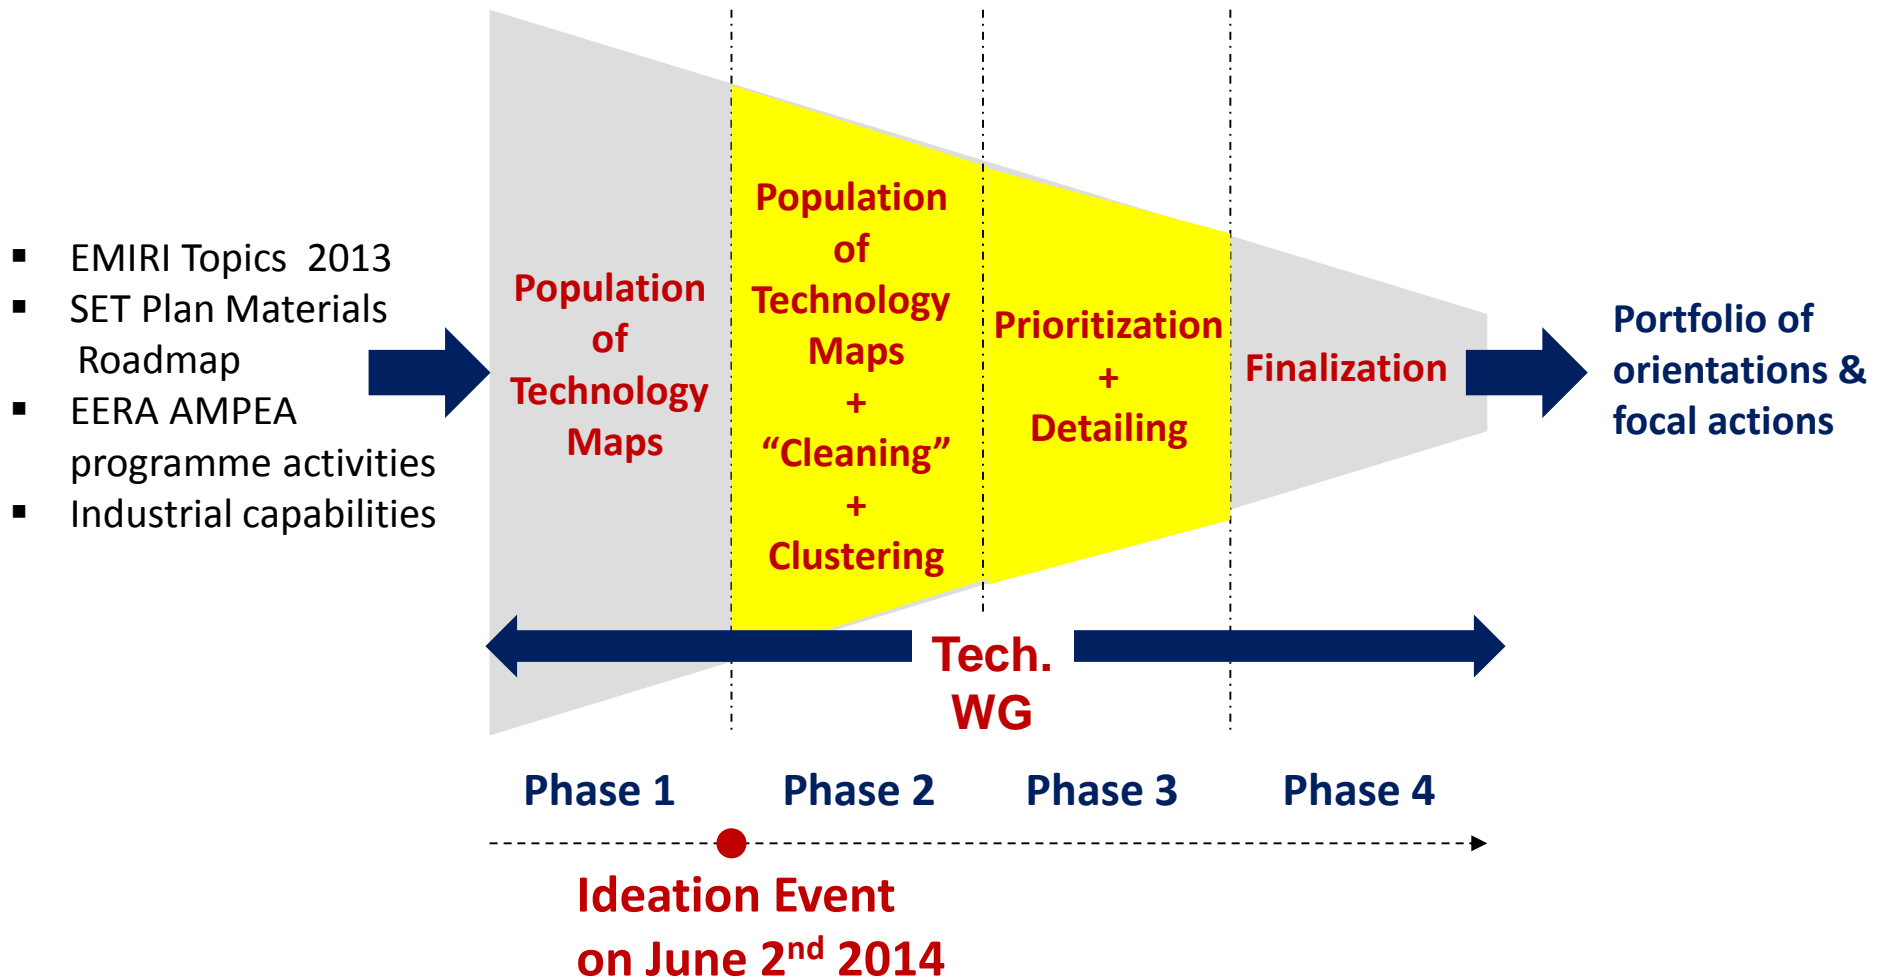 ▪ EMIRI Topics 2013
▪ SET Plan Materials
Roadmap
▪ EERA AMPEA
programme activities
▪ Industrial capabilities
Population
of
Technology
Maps
Population
of
Technology
Maps
+
“Cleaning”
+
Clustering
Prioritization
+
Detailing
Finalization
Portfolio of
orientations &
focal actions
Tech.
WG
Phase 1
Phase 2
Phase 3
Phase 4
Ideation Event
on June 2nd 2014